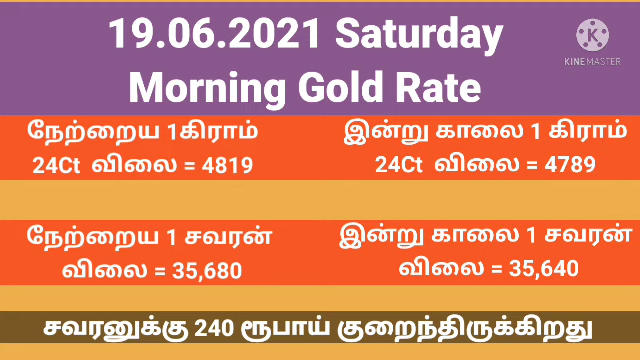 19.06.2021 Saturday
Morning Gold Rate
KINEMASTER
நேற்றைய 1கிராம்
24Ct விலை = 4819
இன்று காலை 1 கிராம்
24Ct விலை = 4789
நேற்றைய 1 சவரன்
விலை = 35,680
இன்று காலை 1 சவரன்
விலை = 35,640
சவரனுக்கு 240 ரூபாய் குறைந்திருக்கிறது